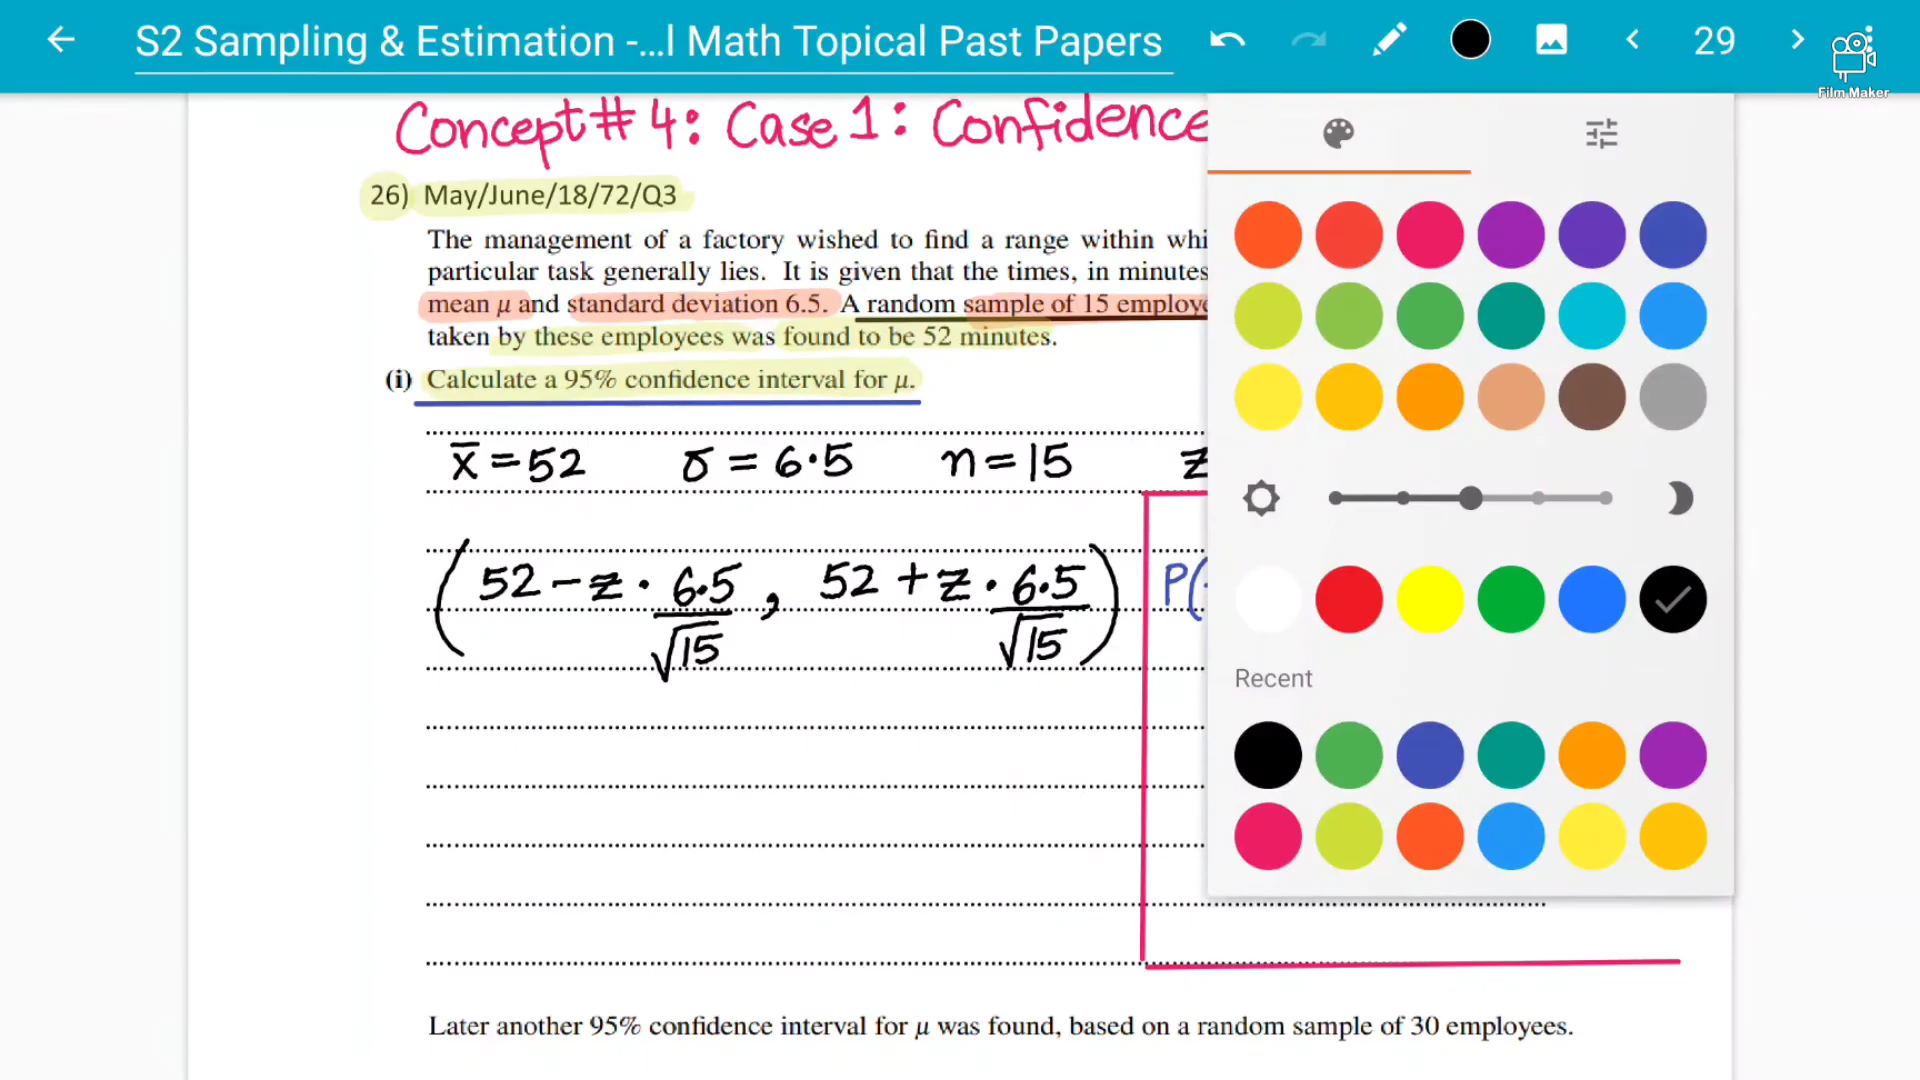 S2 Sampling & Estimation -...l Math Topical Past Papers
29
Film Maker
Concept# 4: Case 1: Confidence
26) May/June/18/72/Q3
The management of a factory wished to find a range within whi
particular task generally lies. It is given that the times, in minutes
mean μ and standard deviation 6.5. A random sample of 15 employe
taken by these employees was found to be 52 minutes.
(i) Calculate a 95% confidence interval for μ.
x̄ = 52 σ = 6.5 n = 15 z
(52 - z · 6.5/√15, 52 + z · 6.5/√15) P(
Recent
Later another 95% confidence interval for μ was found, based on a random sample of 30 employees.